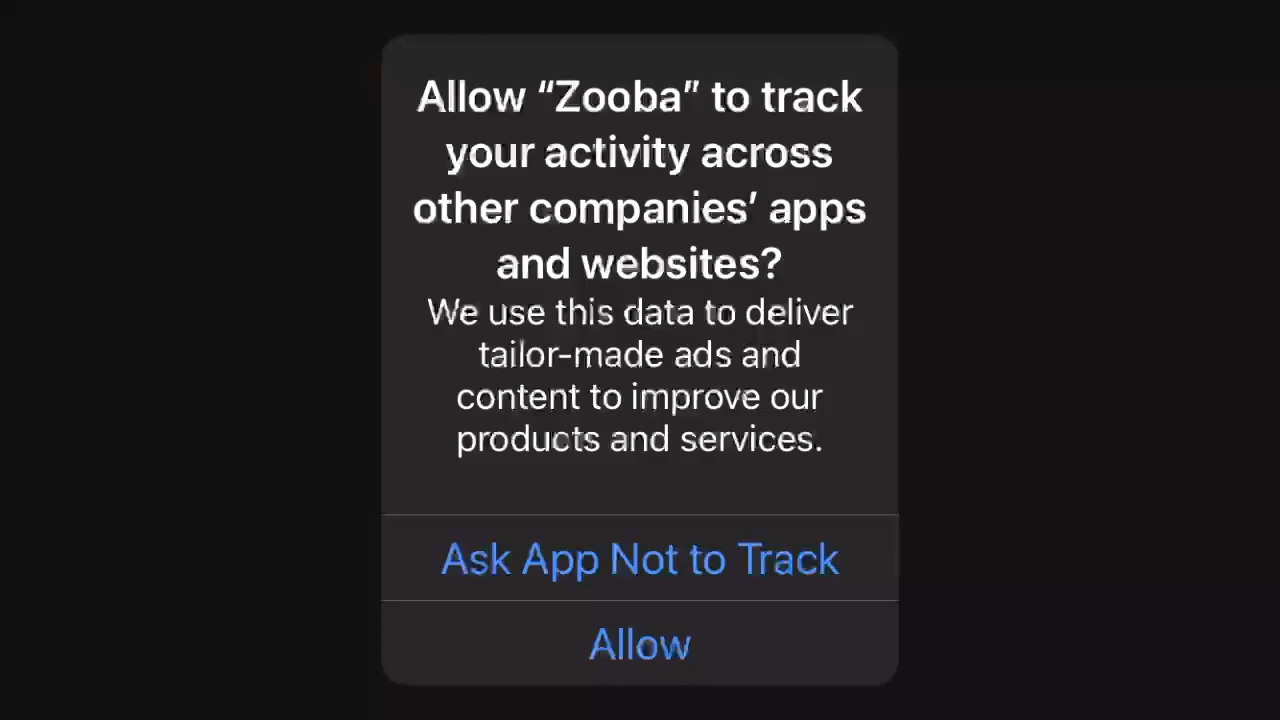 Allow “Zooba” to track
your activity across
other companies’ apps
and websites?
We use this data to deliver
tailor-made ads and
content to improve our
products and services.
Ask App Not to Track
Allow